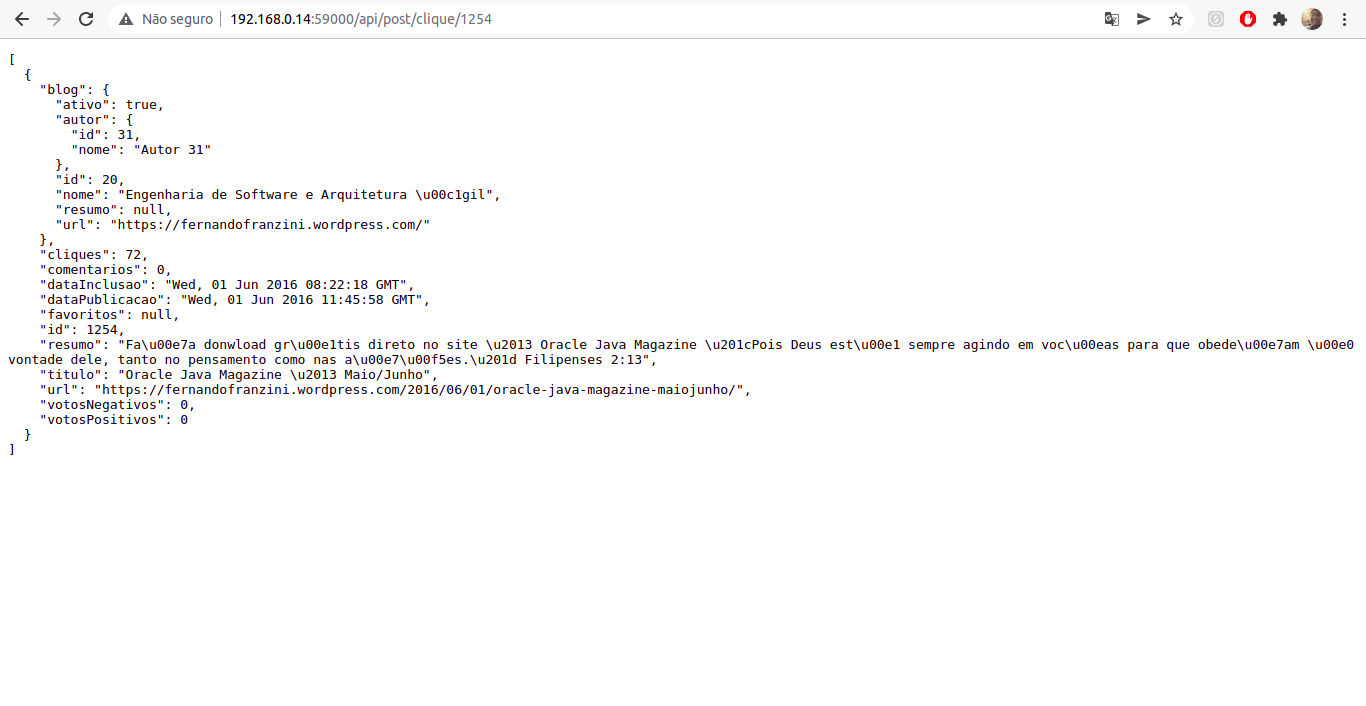 Não seguro | 192.168.0.14:59000/api/post/clique/1254
[
  {
    "blog": {
      "ativo": true,
      "autor": {
        "id": 31,
        "nome": "Autor 31"
      },
      "id": 20,
      "nome": "Engenharia de Software e Arquitetura \u00c1gil",
      "resumo": null,
      "url": "https://fernandofranzini.wordpress.com/"
    },
    "cliques": 72,
    "comentarios": 0,
    "dataInclusao": "Wed, 01 Jun 2016 08:22:18 GMT",
    "dataPublicacao": "Wed, 01 Jun 2016 11:45:58 GMT",
    "favoritos": null,
    "id": 1254,
    "resumo": "Fa\u00e7a donwload gr\u00e1tis direto no site \u2013 Oracle Java Magazine \u201cPois Deus est\u00e1 sempre agindo em voc\u00eas para que obede\u00e7am \u00e0
vontade dele, tanto no pensamento como nas a\u00e7\u00f5es.\u201d Filipenses 2:13",
    "titulo": "Oracle Java Magazine \u2013 Maio/Junho",
    "url": "https://fernandofranzini.wordpress.com/2016/06/01/oracle-java-magazine-maiojunho/",
    "votosNegativos": 0,
    "votosPositivos": 0
  }
]